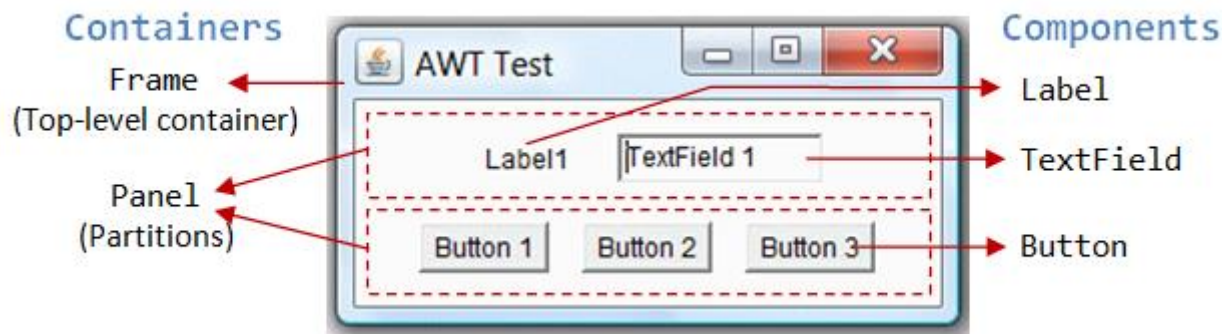 Containers
Components
Frame
(Top-level container)
Panel
(Partitions)
AWT Test
Label1
TextField 1
Button 1
Button 2
Button 3
Label
TextField
Button